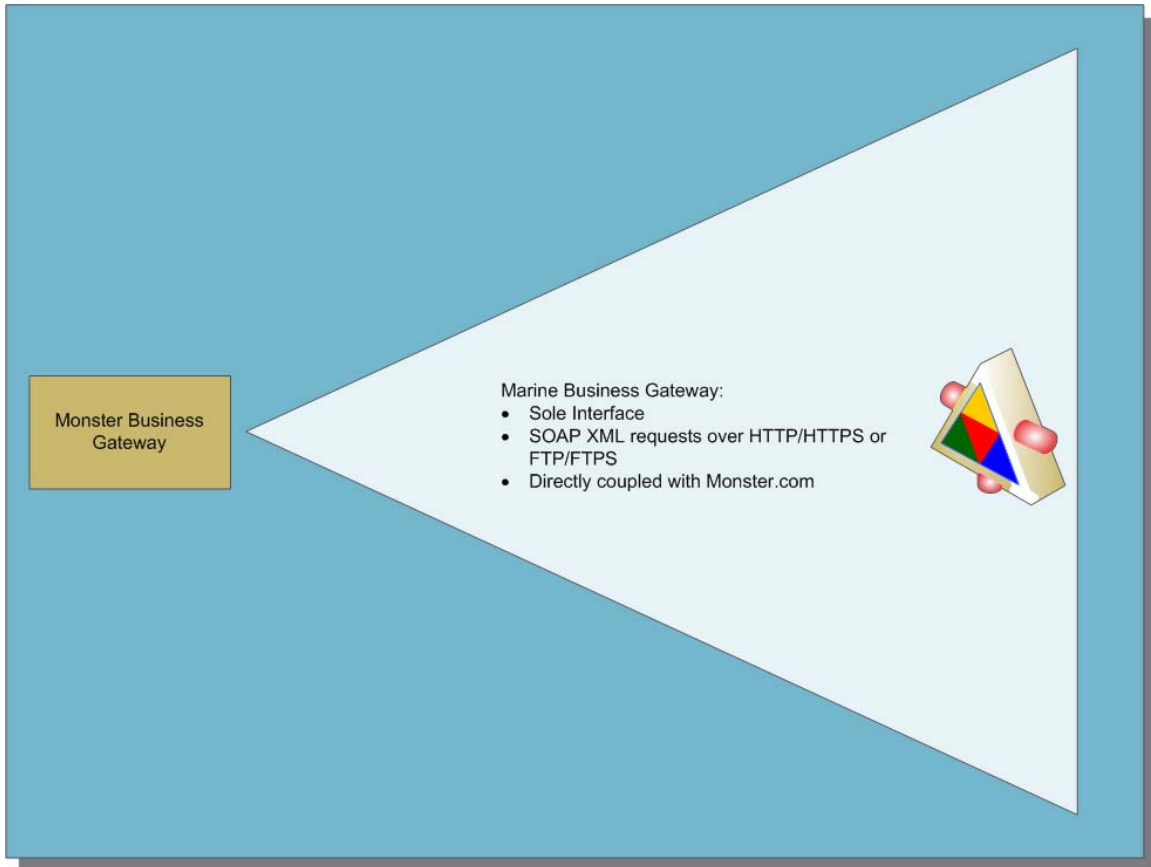 Monster Business
Gateway
Marine Business Gateway:
• Sole Interface
• SOAP XML requests over HTTP/HTTPS or
FTP/FTPS
• Directly coupled with Monster.com